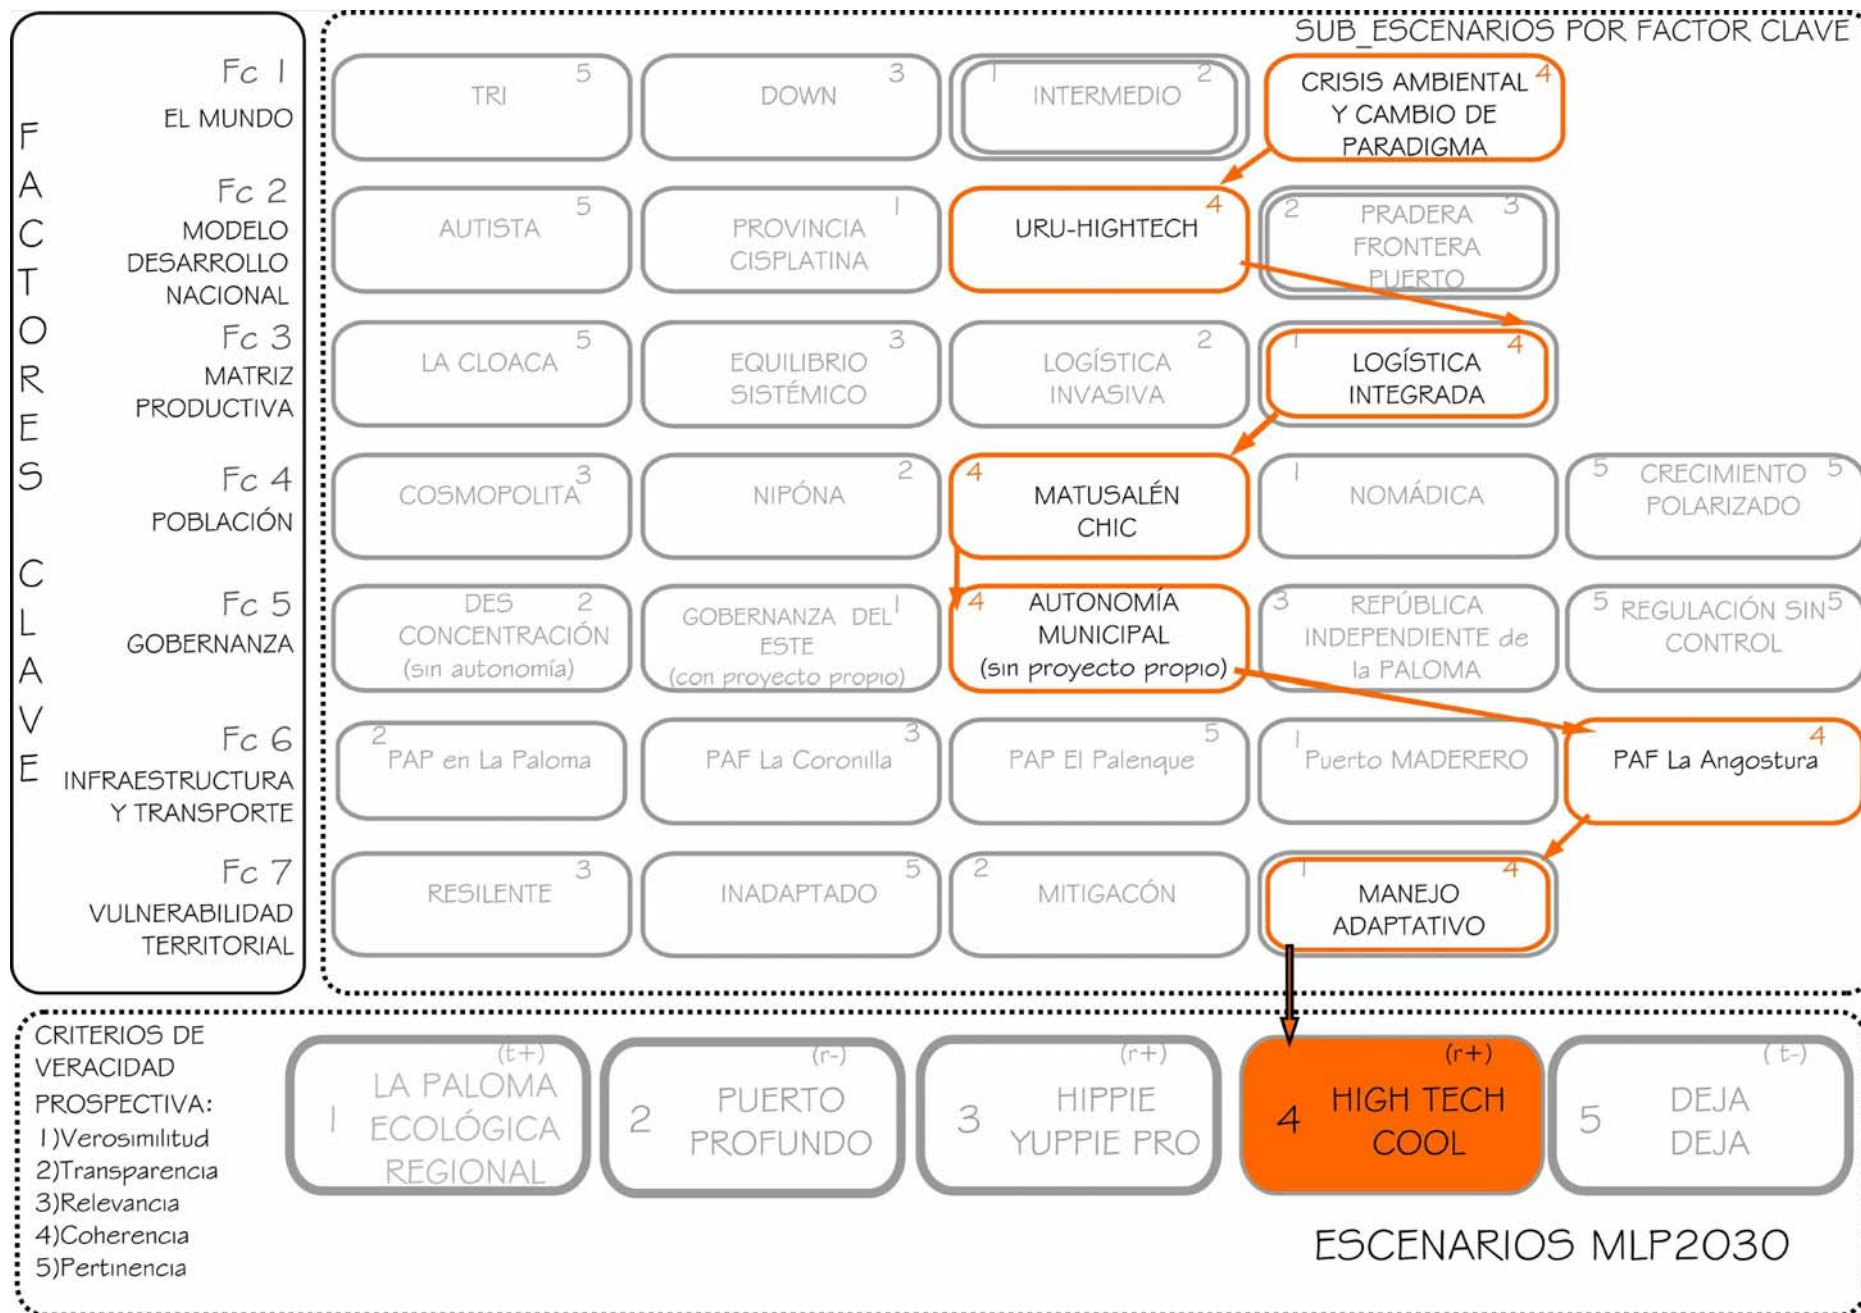 FACTORES CLAVE
SUB_ESCENARIOS POR FACTOR CLAVE
Fc 1
EL MUNDO
TRI 5
DOWN 3
1 INTERMEDIO 2
CRISIS AMBIENTAL 4
Y CAMBIO DE
PARADIGMA
Fc 2
MODELO
DESARROLLO
NACIONAL
AUTISTA 5
PROVINCIA 1
CISPLATINA
URU-HIGHTECH 4
2 PRADERA 3
FRONTERA
PUERTO
Fc 3
MATRIZ
PRODUCTIVA
LA CLOACA 5
EQUILIBRIO 3
SISTÉMICO
LOGÍSTICA 2
INVASIVA
1 LOGÍSTICA 4
INTEGRADA
Fc 4
POBLACIÓN
COSMOPOLITA 3
NIPÓNA 2
4 MATUSALÉN
CHIC
1 NOMÁDICA
5 CRECIMIENTO 5
POLARIZADO
Fc 5
GOBERNANZA
DES 2
CONCENTRACIÓN
(sin autonomía)
GOBERNANZA DEL 1
ESTE
(con proyecto propio)
4 AUTONOMÍA
MUNICIPAL
(sin proyecto propio)
3 REPÚBLICA
INDEPENDIENTE de
la PALOMA
5 REGULACIÓN SIN 5
CONTROL
Fc 6
INFRAESTRUCTURA
Y TRANSPORTE
2 PAP en La Paloma
PAF La Coronilla 3
PAP El Palenque 5
1 Puerto MADERERO
PAF La Angostura 4
Fc 7
VULNERABILIDAD
TERRITORIAL
RESILENTE 3
INADAPTADO 5
2 MITIGACÓN
1 MANEJO 4
ADAPTATIVO
CRITERIOS DE
VERACIDAD
PROSPECTIVA:
1)Verosimilitud
2)Transparencia
3)Relevancia
4)Coherencia
5)Pertinencia
(t+)
1 LA PALOMA
ECOLÓGICA
REGIONAL
(r-)
2 PUERTO
PROFUNDO
(r+)
3 HIPPIE
YUPPIE PRO
(r+)
4 HIGH TECH
COOL
(t-)
5 DEJA
DEJA
ESCENARIOS MLP2030